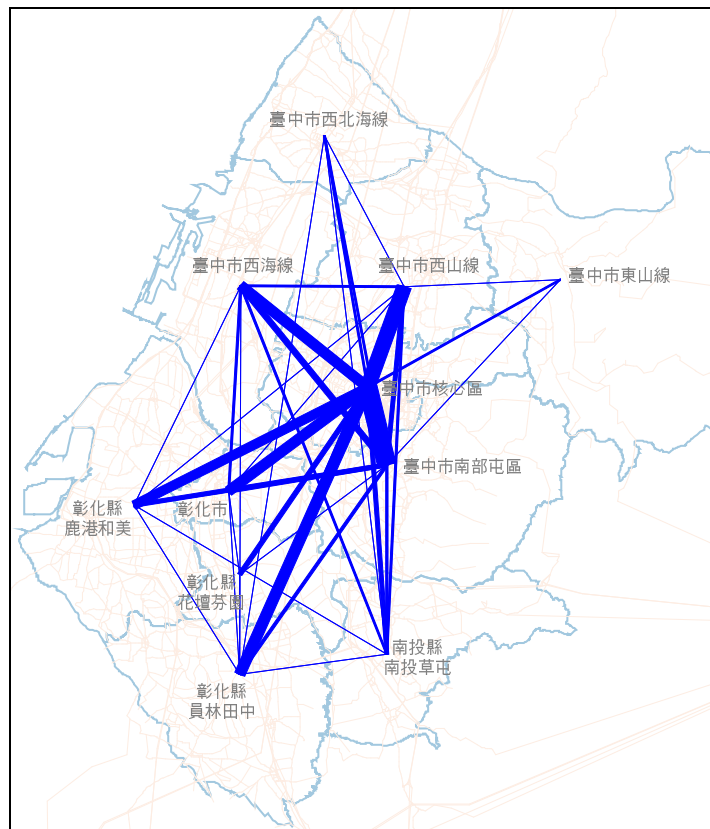 臺中市西北海線
臺中市西海線
臺中市西山線
臺中市東山線
臺中市核心區
臺中市南部屯區
彰化縣
鹿港和美
彰化市
彰化縣
花壇芬園
南投縣
南投草屯
彰化縣
員林田中